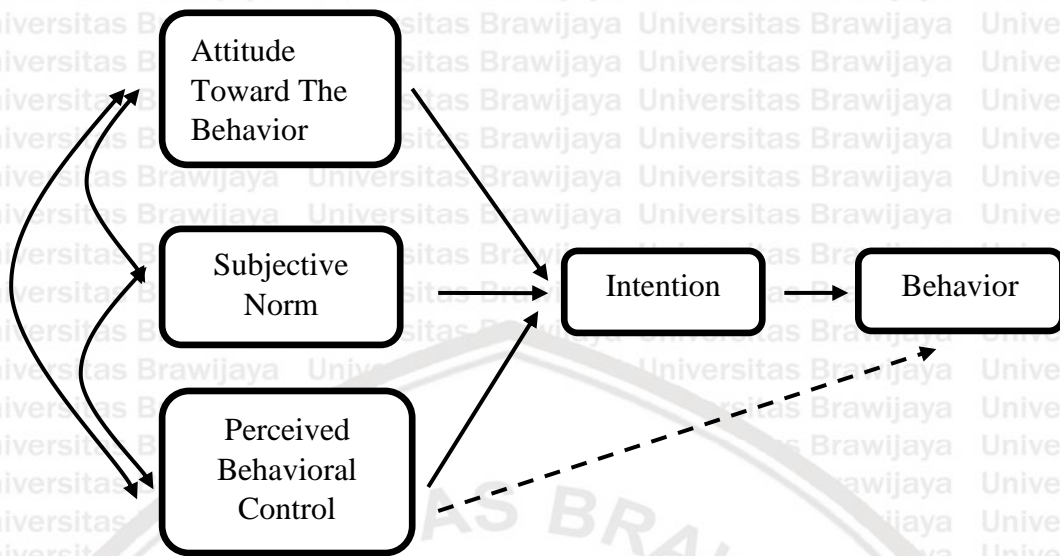 Attitude
Toward The
Behavior
Subjective
Norm
Intention
Behavior
Perceived
Behavioral
Control